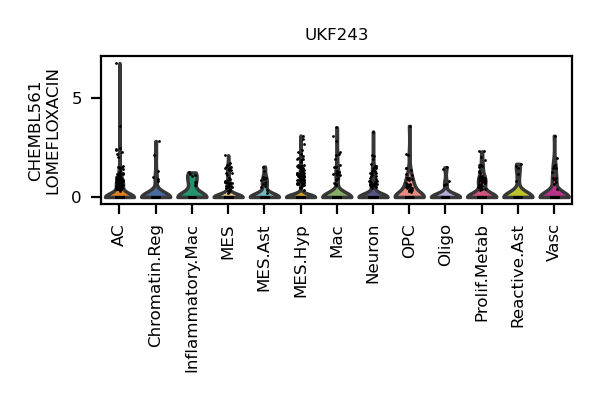 UKF243
CHEMBL561
LOMEFLOXACIN
5
0
AC
Chromatin.Reg
Inflammatory.Mac
MES
MES.Ast
MES.Hyp
Mac
Neuron
OPC
Oligo
Prolif.Metab
Reactive.Ast
Vasc